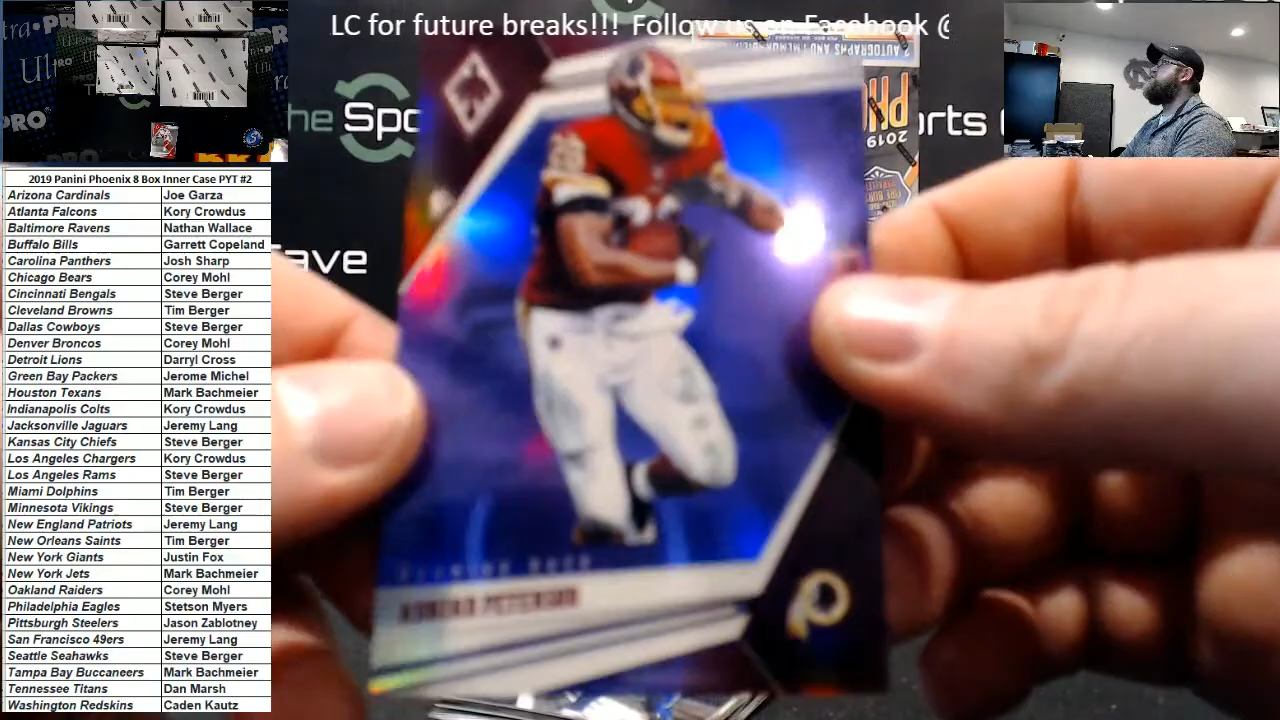 LC for future breaks!!! Follow us on Facebook @
2019 Panini Phoenix 8 Box Inner Case PYT #2
Arizona Cardinals Joe Garza
Atlanta Falcons Kory Crowdus
Baltimore Ravens Nathan Wallace
Buffalo Bills Garrett Copeland
Carolina Panthers Josh Sharp
Chicago Bears Corey Mohl
Cincinnati Bengals Steve Berger
Cleveland Browns Tim Berger
Dallas Cowboys Steve Berger
Denver Broncos Corey Mohl
Detroit Lions Darryl Cross
Green Bay Packers Jerome Michel
Houston Texans Mark Bachmeier
Indianapolis Colts Kory Crowdus
Jacksonville Jaguars Jeremy Lang
Kansas City Chiefs Steve Berger
Los Angeles Chargers Kory Crowdus
Los Angeles Rams Steve Berger
Miami Dolphins Tim Berger
Minnesota Vikings Steve Berger
New England Patriots Jeremy Lang
New Orleans Saints Tim Berger
New York Giants Justin Fox
New York Jets Mark Bachmeier
Oakland Raiders Corey Mohl
Philadelphia Eagles Stetson Myers
Pittsburgh Steelers Jason Zablotney
San Francisco 49ers Jeremy Lang
Seattle Seahawks Steve Berger
Tampa Bay Buccaneers Mark Bachmeier
Tennessee Titans Dan Marsh
Washington Redskins Caden Kautz
he Spo
orts
ave
PRO
2019
28
RUNNING BACK
ADRIAN PETERSON